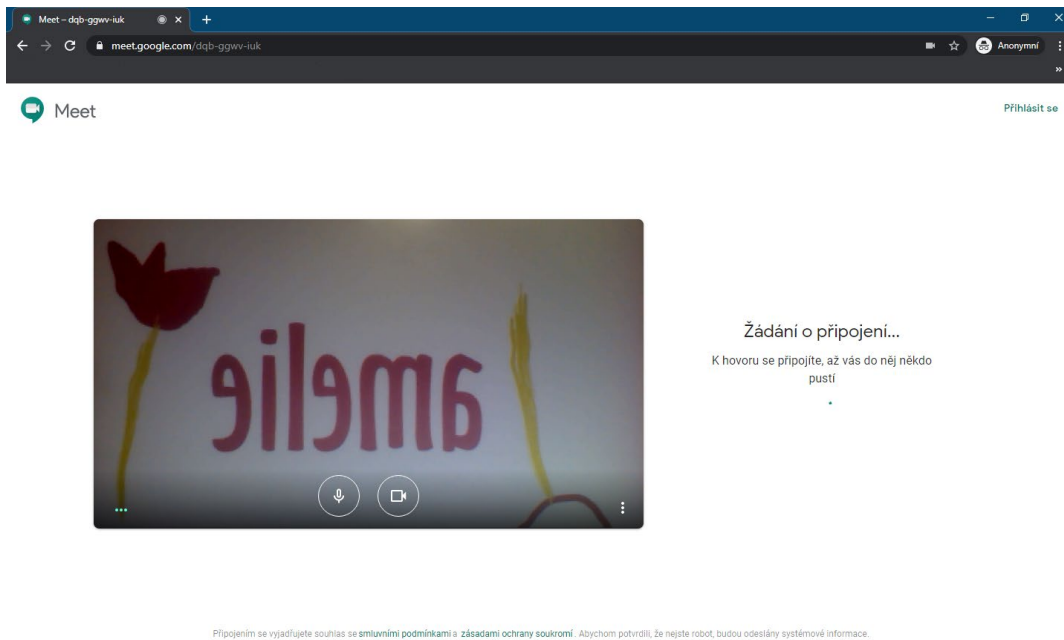 Meet – dqb-ggwv-iuk
meet.google.com/dqb-ggwv-iuk
Anonymní
Meet
Přihlásit se
amelie
Žádání o připojení...
K hovoru se připojíte, až vás do něj někdo
pustí
Připojením se vyjadřujete souhlas se smluvními podmínkami a zásadami ochrany soukromí. Abychom potvrdili, že nejste robot, budou odeslány systémové informace.